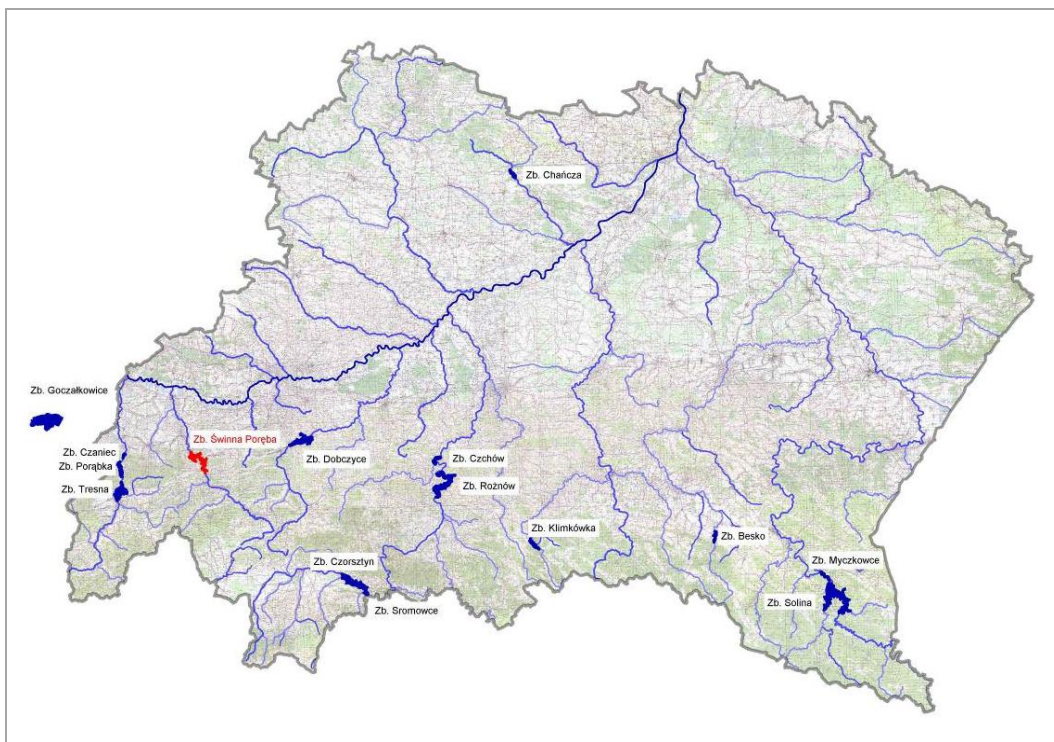 Zb. Chańcza
Zb. Goczałkowice
Zb. Świnna Poręba
Zb. Czaniec
Zb. Porąbka
Zb. Tresna
Zb. Dobczyce
Zb. Czchów
Zb. Rożnów
Zb. Klimkówka
Zb. Besko
Zb. Czorsztyn
Zb. Myczkowce
Zb. Solina
Zb. Sromowce